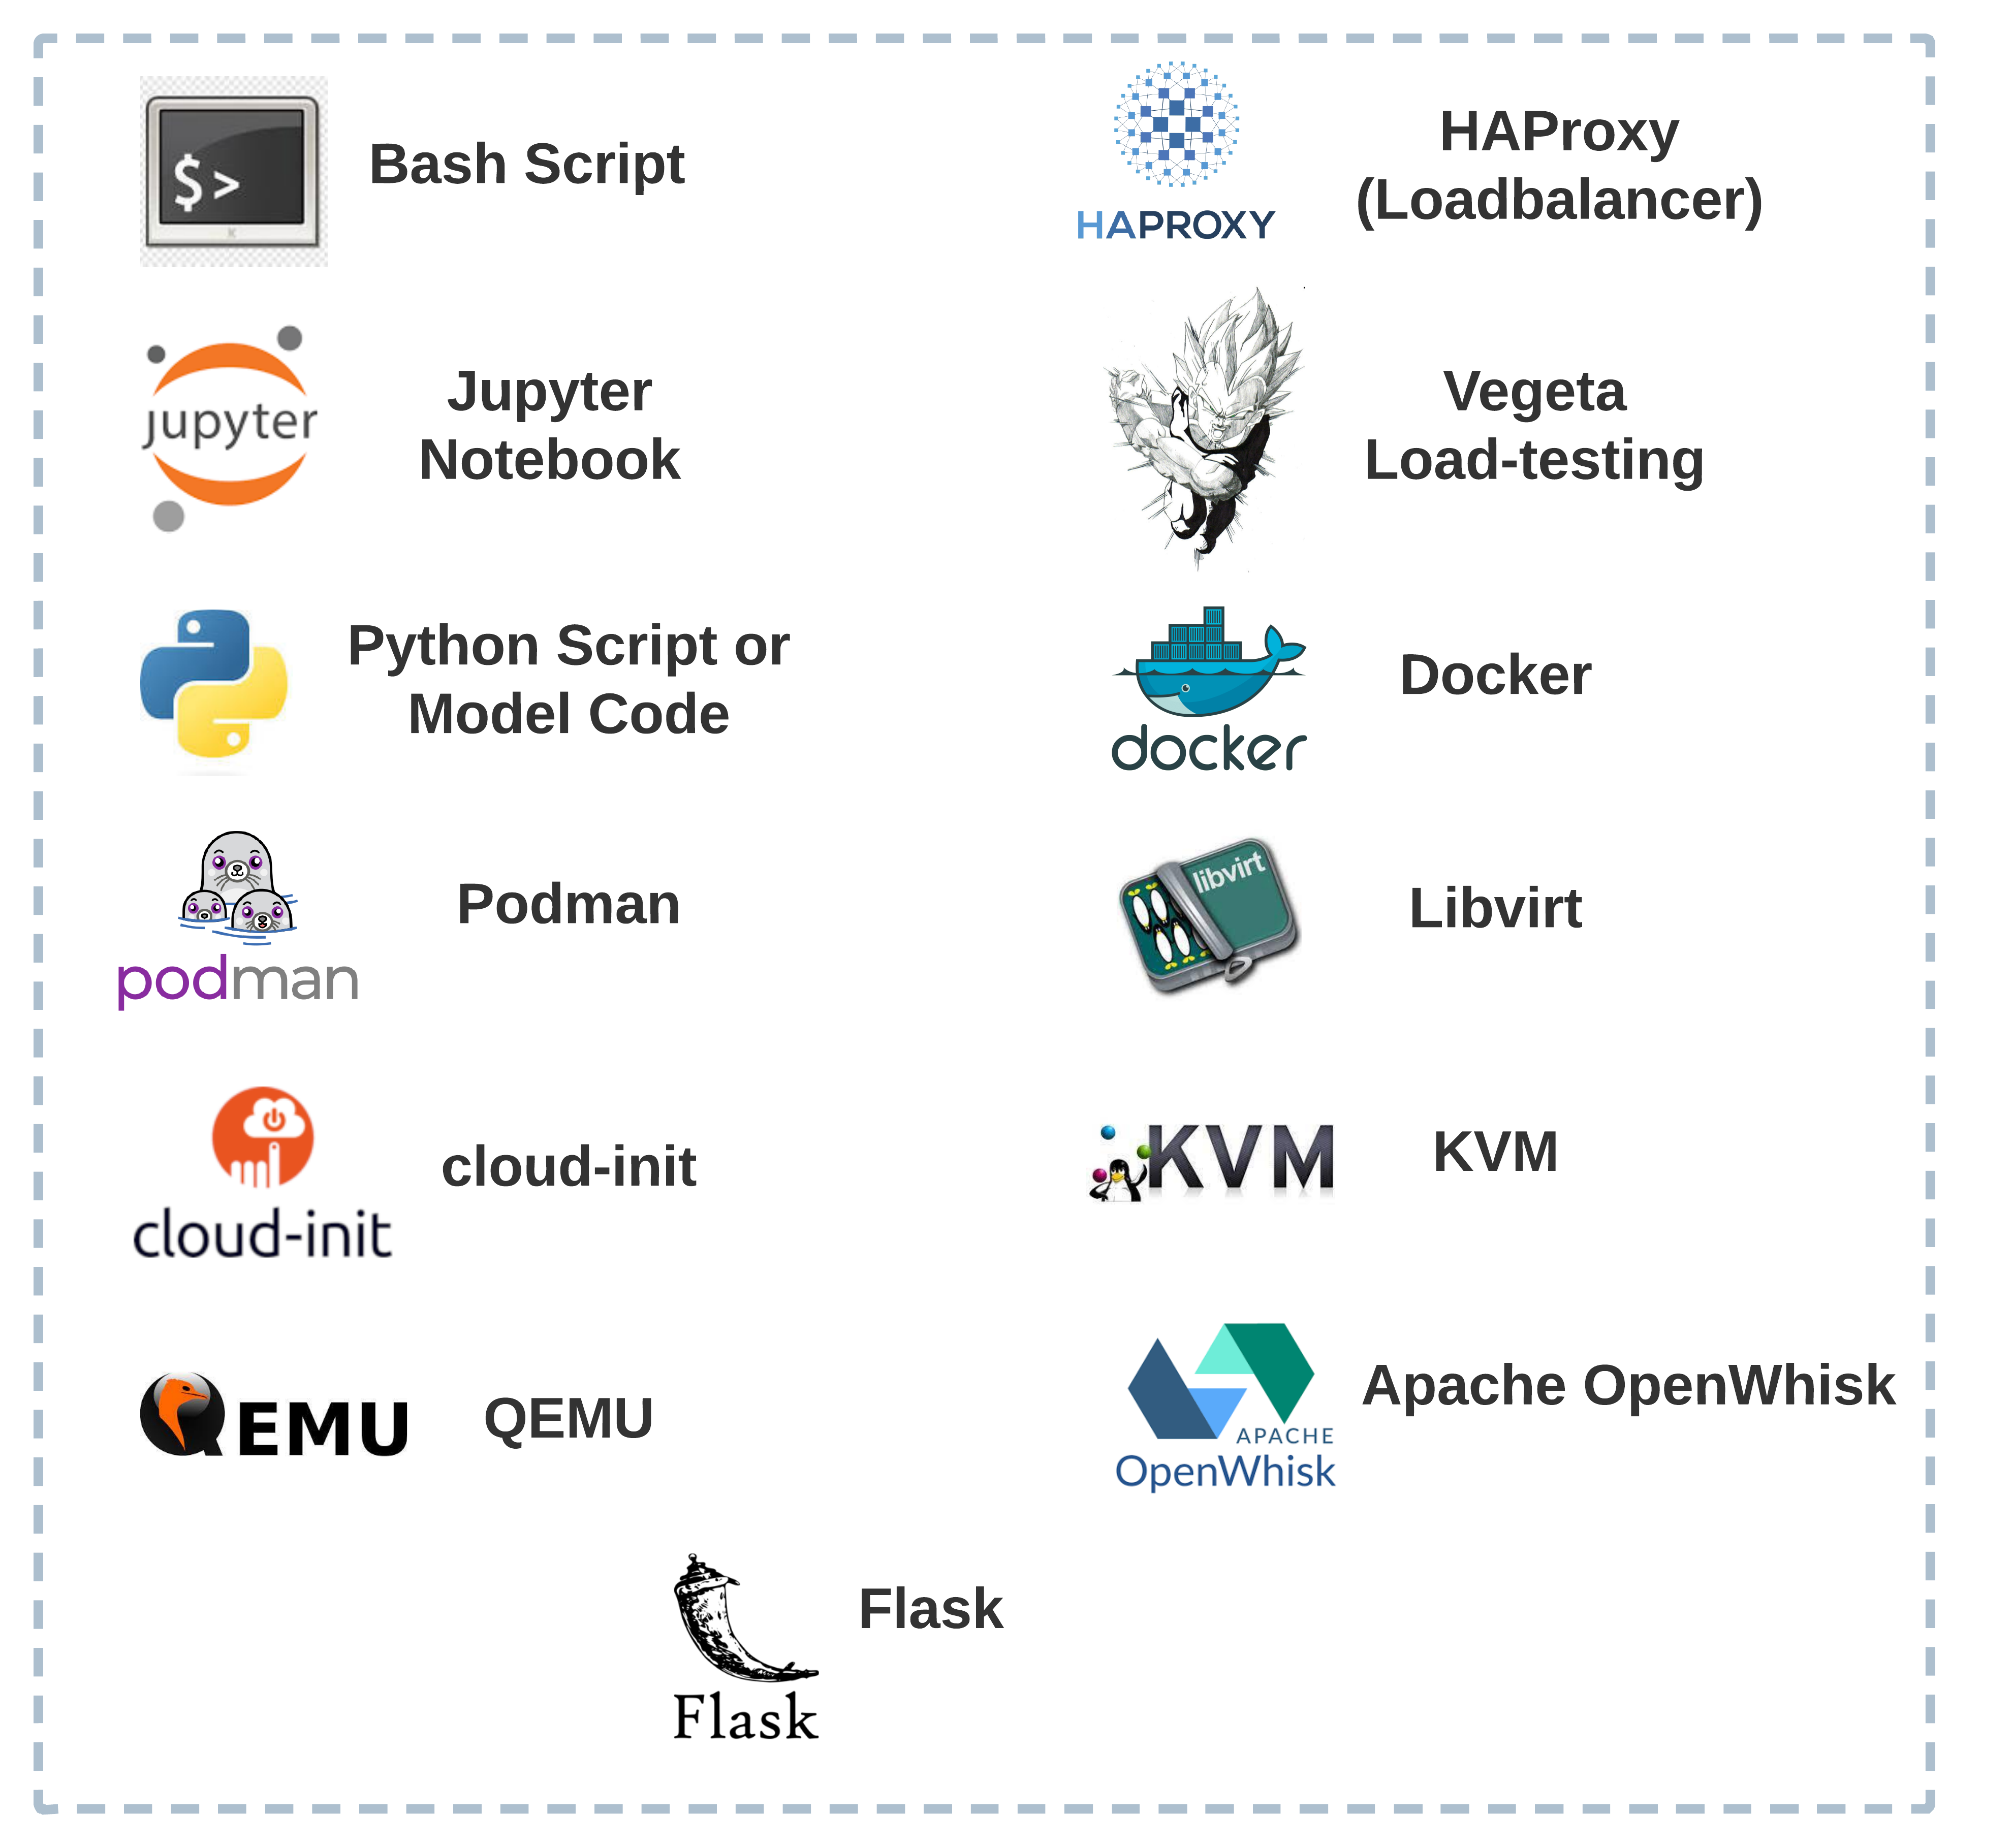 $ >
Bash Script
HAPROXY
HAProxy
(Loadbalancer)
jupyter
Jupyter
Notebook
Vegeta
Load-testing
Python Script or
Model Code
docker
Docker
podman
Podman
libvirt
Libvirt
cloud-init
cloud-init
KVM
KVM
QEMU
QEMU
APACHE
OpenWhisk
Apache OpenWhisk
Flask
Flask